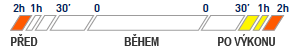 2h 1h 30´ 0 0 30´ 1h 2h
PŘED BĚHEM PO VÝKONU